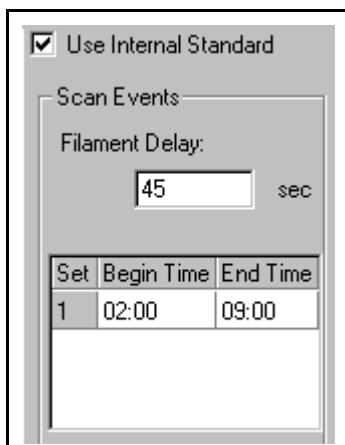 Use Internal Standard
Scan Events
Filament Delay:
45 sec
Set Begin Time End Time
1 02:00 09:00